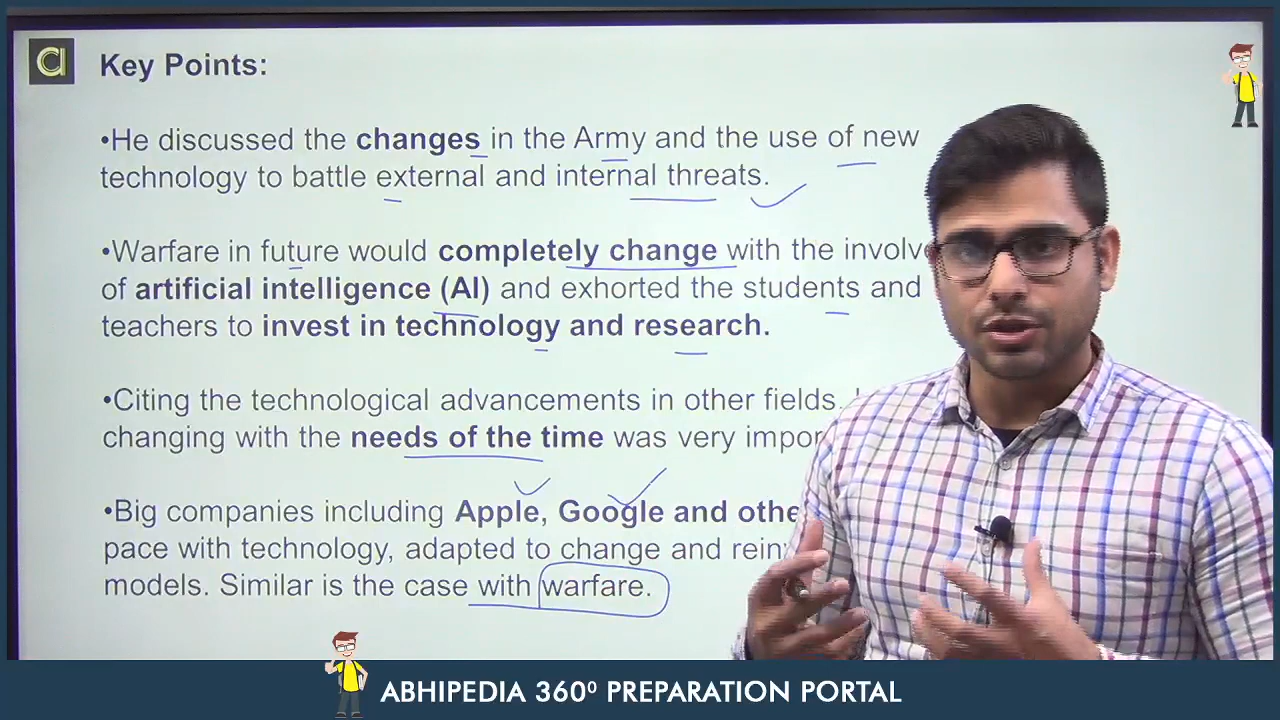 Key Points:
•He discussed the changes in the Army and the use of new
technology to battle external and internal threats.
•Warfare in future would completely change with the
of artificial intelligence (AI) and exhorted the students and
teachers to invest in technology and research.
•Citing the technological advancements in other fields.
changing with the needs of the time was very
•Big companies including Apple, Google and
pace with technology, adapted to change and
models. Similar is the case with warfare.
ABHIPEDIA 360⁰ PREPARATION PORTAL